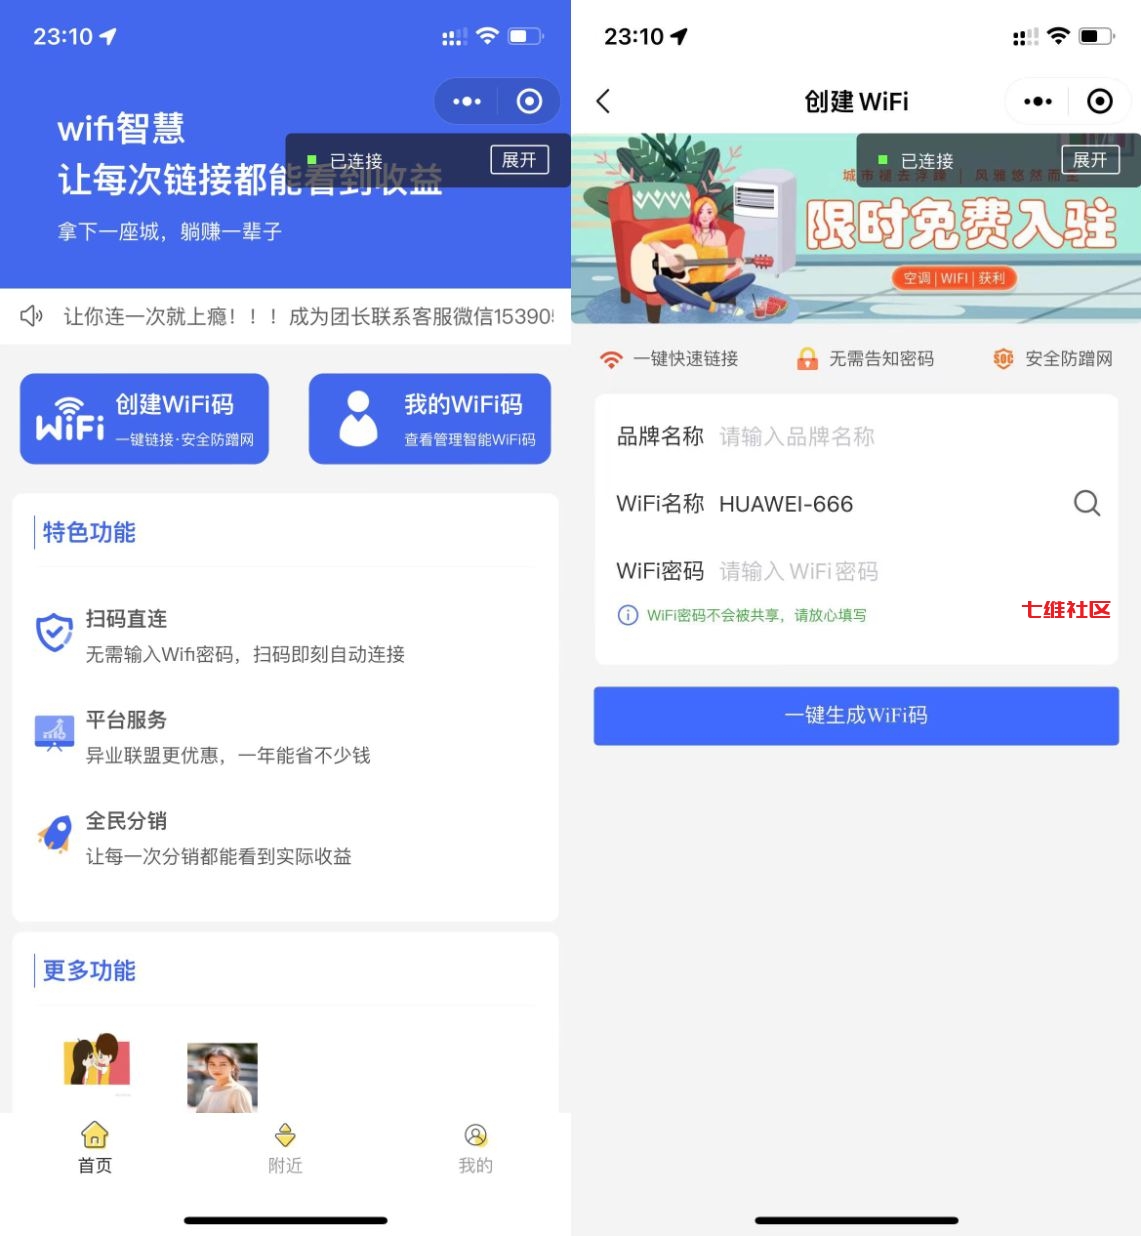 23:10
wifi智慧
已连接
展开
让每次链接都能看到收益
拿下一座城，躺赚一辈子
让你连一次就上瘾！！！成为团长联系客服微信153905
WiFi
创建WiFi码
一键链接·安全防蹭网
我的WiFi码
查看管理智能WiFi码
特色功能
扫码直连
无需输入Wifi密码，扫码即刻自动连接
平台服务
异业联盟更优惠，一年能省不少钱
全民分销
让每一次分销都能看到实际收益
更多功能
首页
附近
我的
23:10
创建 WiFi
已连接
展开
城市褪去浮躁 | 风雅悠然而至
限时免费入驻
空调 | WIFI | 获利
一键快速链接
无需告知密码
SOC
安全防蹭网
品牌名称 请输入品牌名称
WiFi名称 HUAWEI-666
WiFi密码 请输入 WiFi 密码
WiFi密码不会被共享，请放心填写
七维社区
一键生成WiFi码